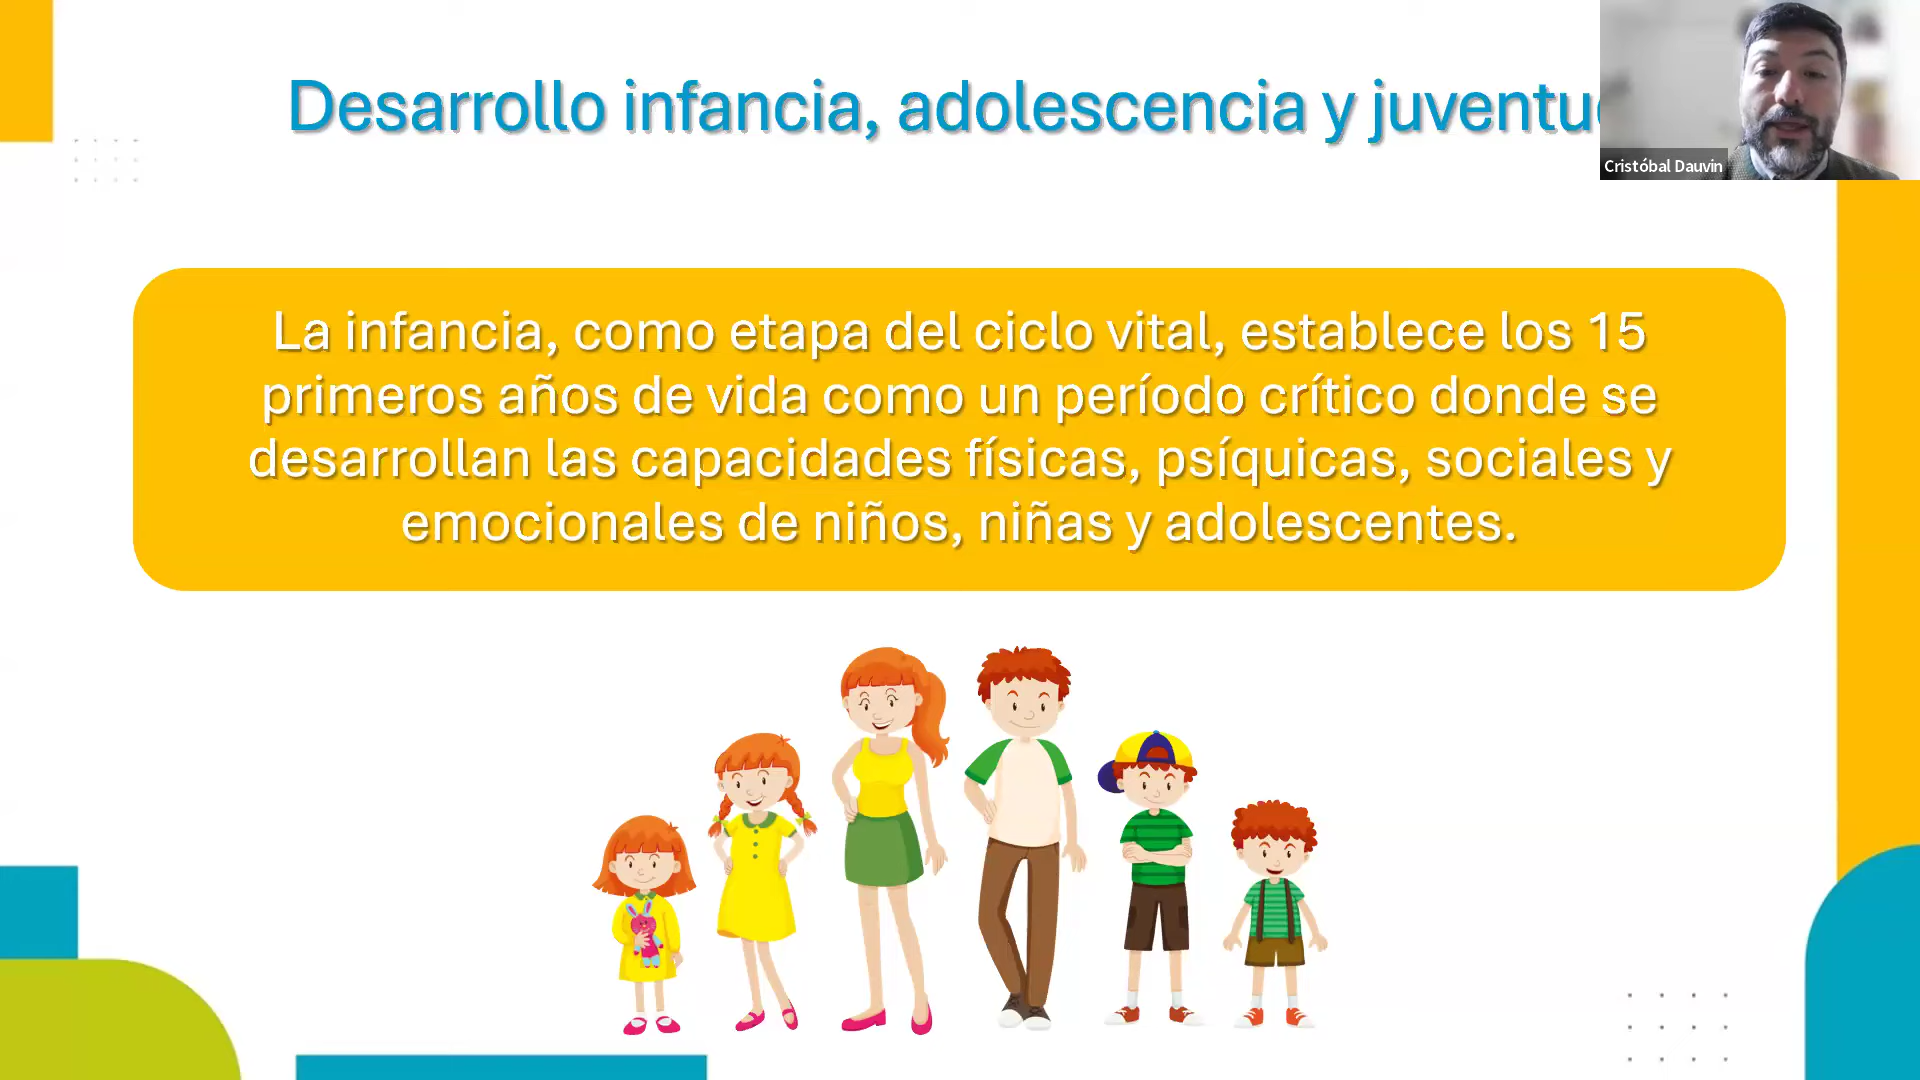 Desarrollo infancia, adolescencia y
Cristóbal Dauvin
La infancia, como etapa del ciclo vital, establece los 15
primeros años de vida como un período crítico donde se
desarrollan las capacidades físicas, psíquicas, sociales y
emocionales de niños, niñas y adolescentes.